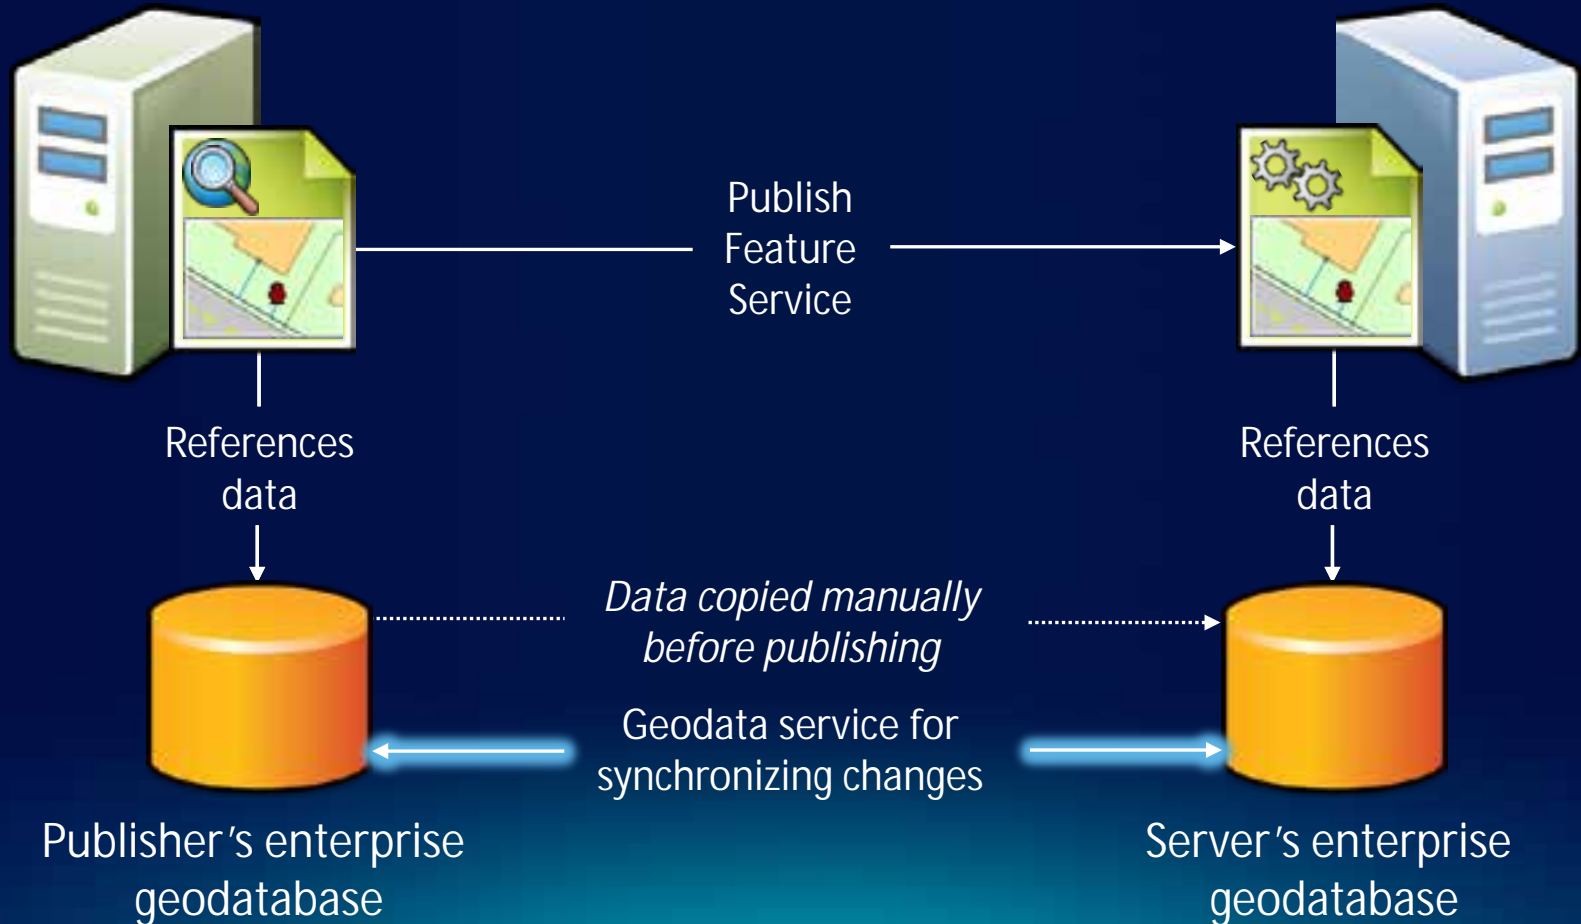 Publish
Feature
Service
References
data
References
data
Data copied manually
before publishing
Geodata service for
synchronizing changes
Publisher's enterprise
geodatabase
Server's enterprise
geodatabase